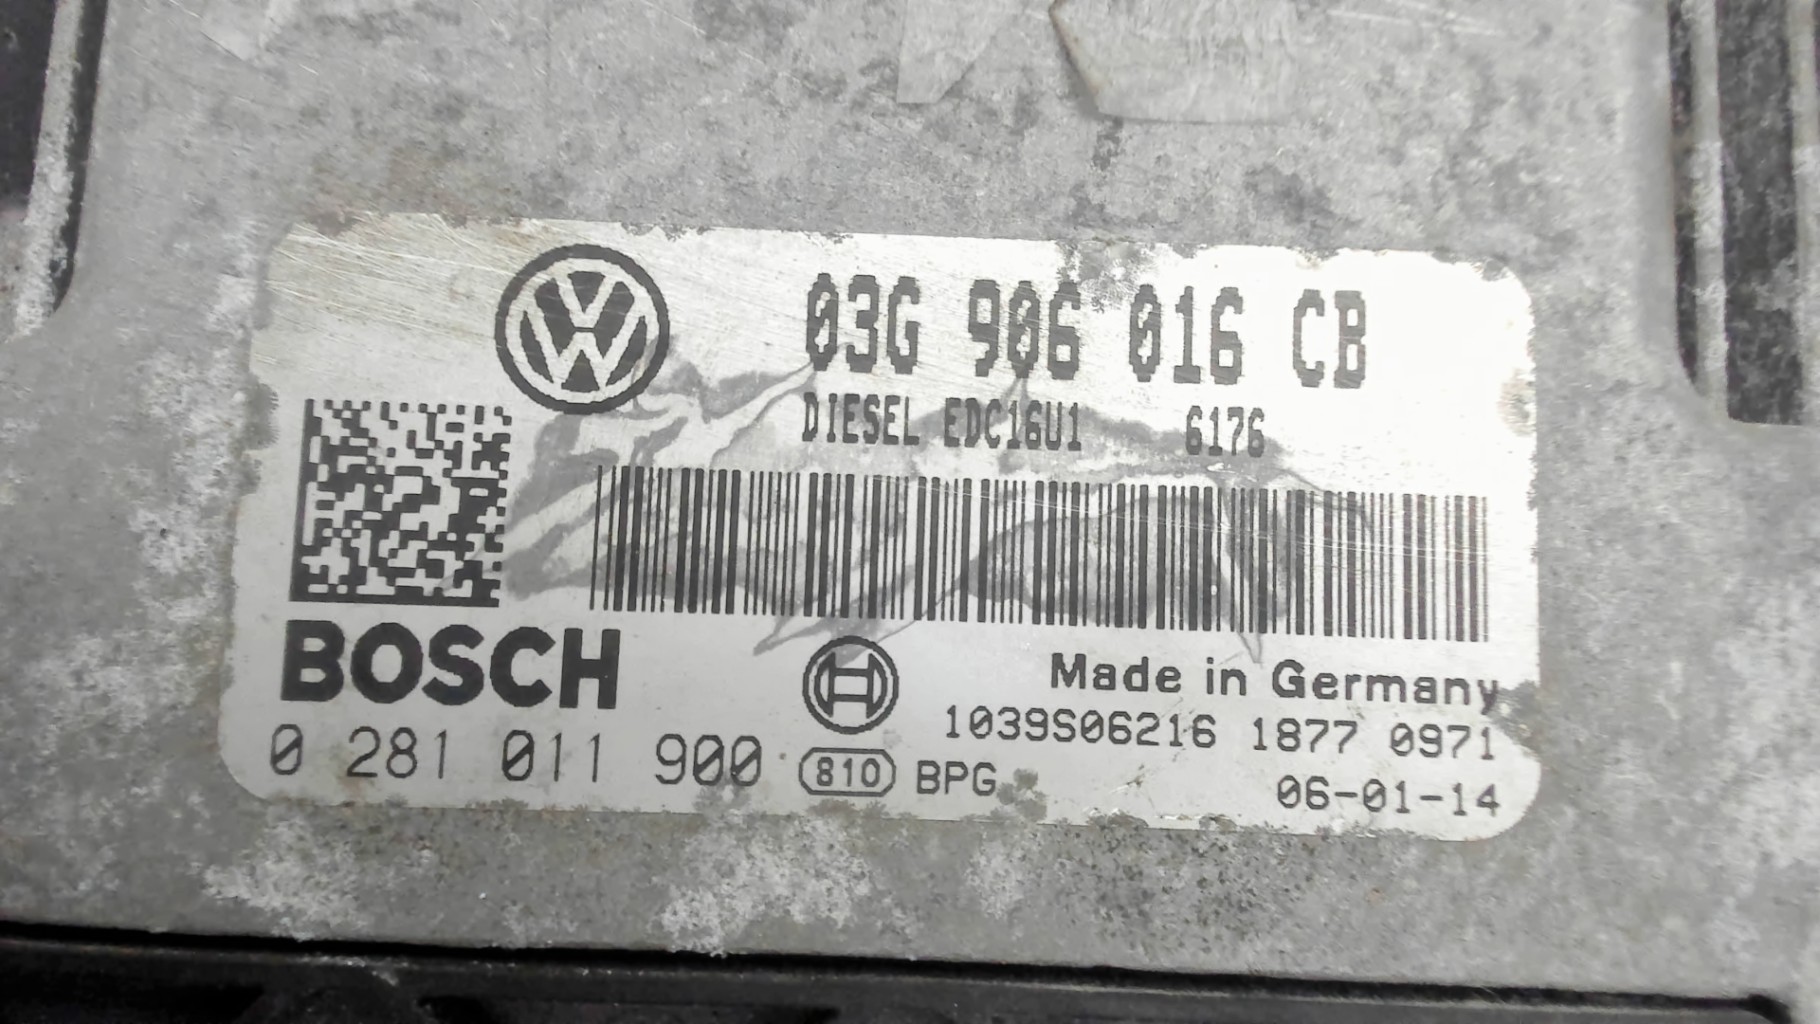 03G 906 016 CB
DIESEL EDC16U1 6176
BOSCH
Made in Germany
1039S06216 1877 0971
0 281 011 900 810 BPG
06-01-14